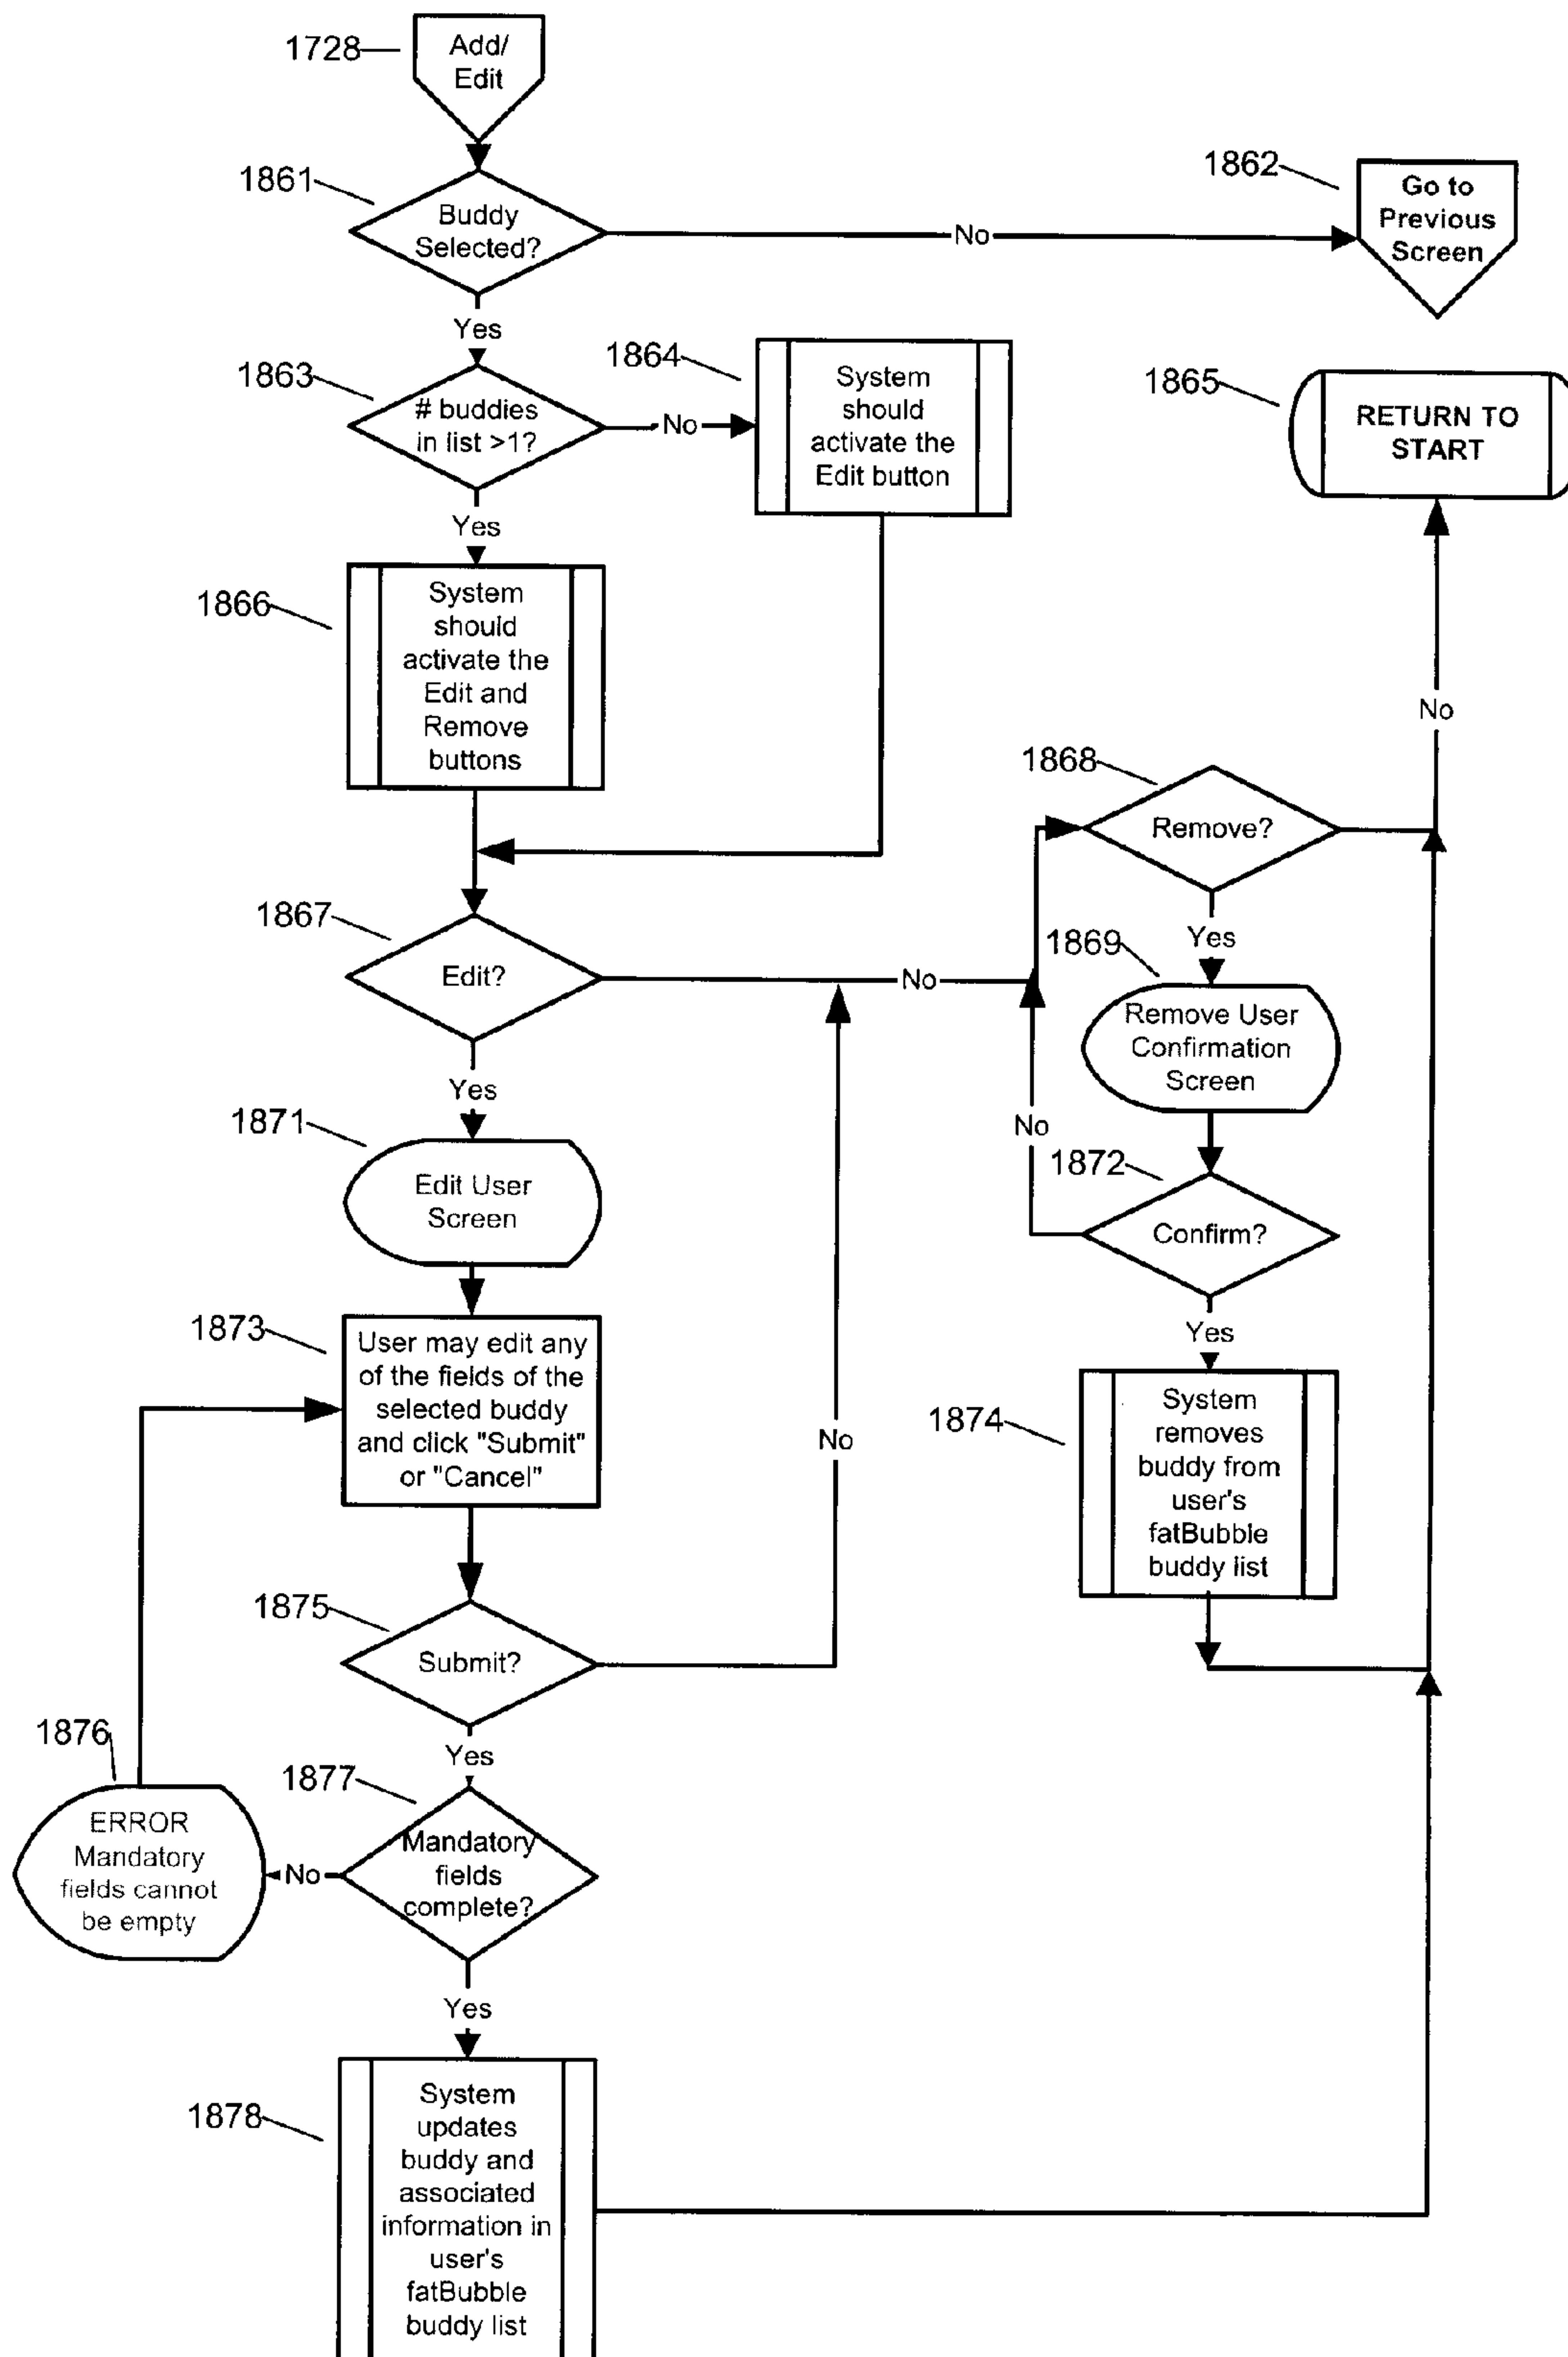 1728
Add/
Edit
1861
Buddy
Selected?
No
1862
Go to
Previous
Screen
Yes
1863
# buddies
in list >1?
No
1864
System
should
activate the
Edit button
1865
RETURN TO
START
Yes
1866
System
should
activate the
Edit and
Remove
buttons
No
1868
Remove?
1867
Edit?
No
Yes
1869
Remove User
Confirmation
Screen
Yes
1871
Edit User
Screen
No
1872
Confirm?
Yes
1873
User may edit any
of the fields of the
selected buddy
and click "Submit"
or "Cancel"
No
1874
System
removes
buddy from
user's
fatBubble
buddy list
1875
Submit?
Yes
1876
ERROR
Mandatory
fields cannot
be empty
No
1877
Mandatory
fields
complete?
Yes
1878
System
updates
buddy and
associated
information in
user's
fatBubble
buddy list